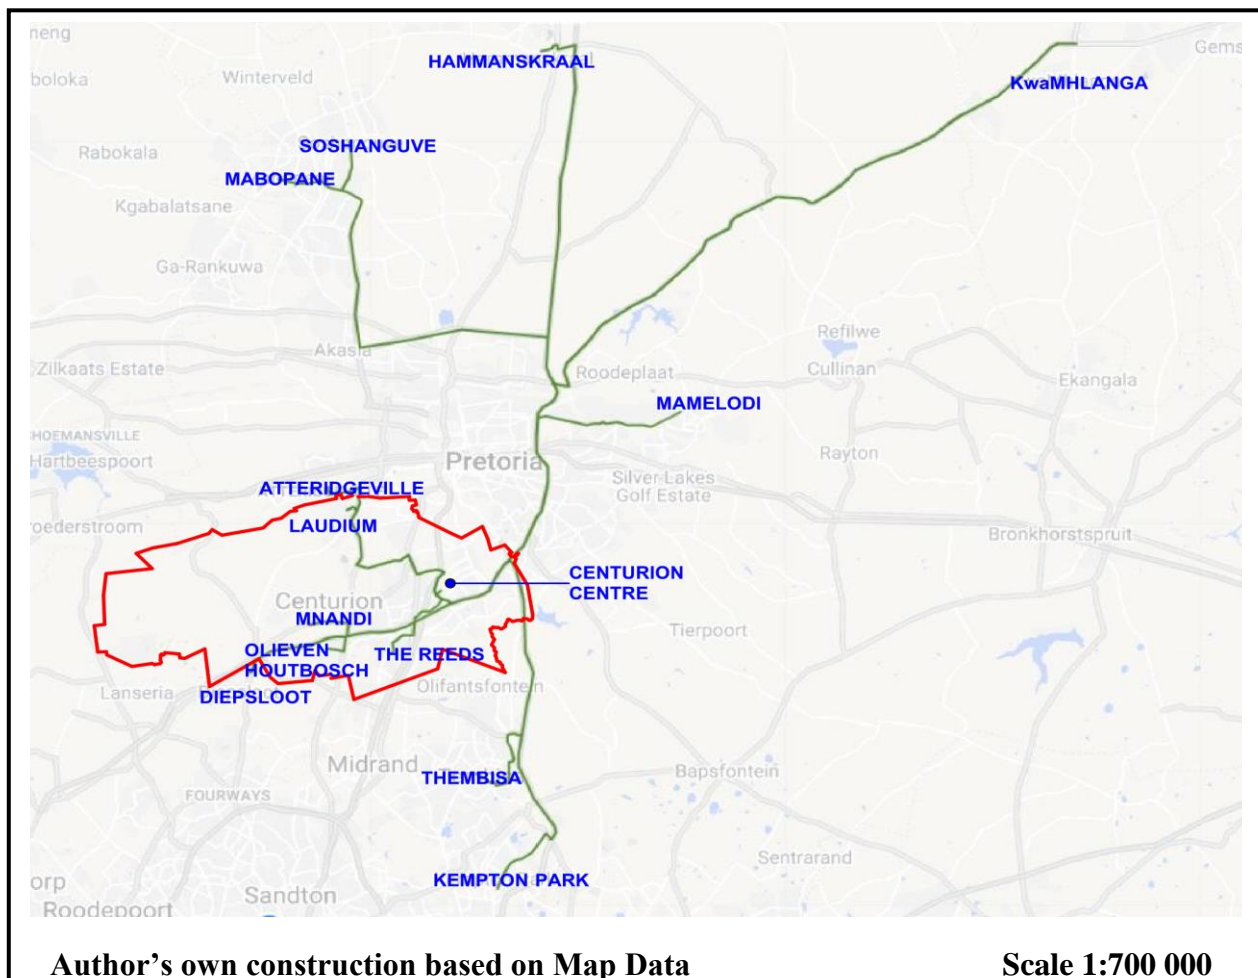 neng
HAMMANSKRAAL
Gems
Winterveld
boloka
KwaMHLANGA
SOSHANGUVE
Rabokala
MABOPANE
Kgabalatsane
Ga-Rankuwa
Refilwe
Akasia
Zilkaats Estate
Roodeplaat
Cullinan
Ekangala
MAMELODI
HOEMANSVILLE
Hartbeespoort
Pretoria
Rayton
Silver Lakes
Golf Estate
ATTERIDGEVILLE
roederstroom
LAUDIUM
Bronkhorstspruit
CENTURION
CENTRE
Centurion
MNANDI
Tierpoort
OLIEVEN
HOUTBOSCH
THE REEDS
Lanseria
DIEPSLOOT
Olifantsfontein
Midrand
THEMBISA
Bapsfontein
FOURWAYS
Sentrarand
KEMPTON PARK
orp
Sandton
Roodepoort
Author's own construction based on Map Data
Scale 1:700 000